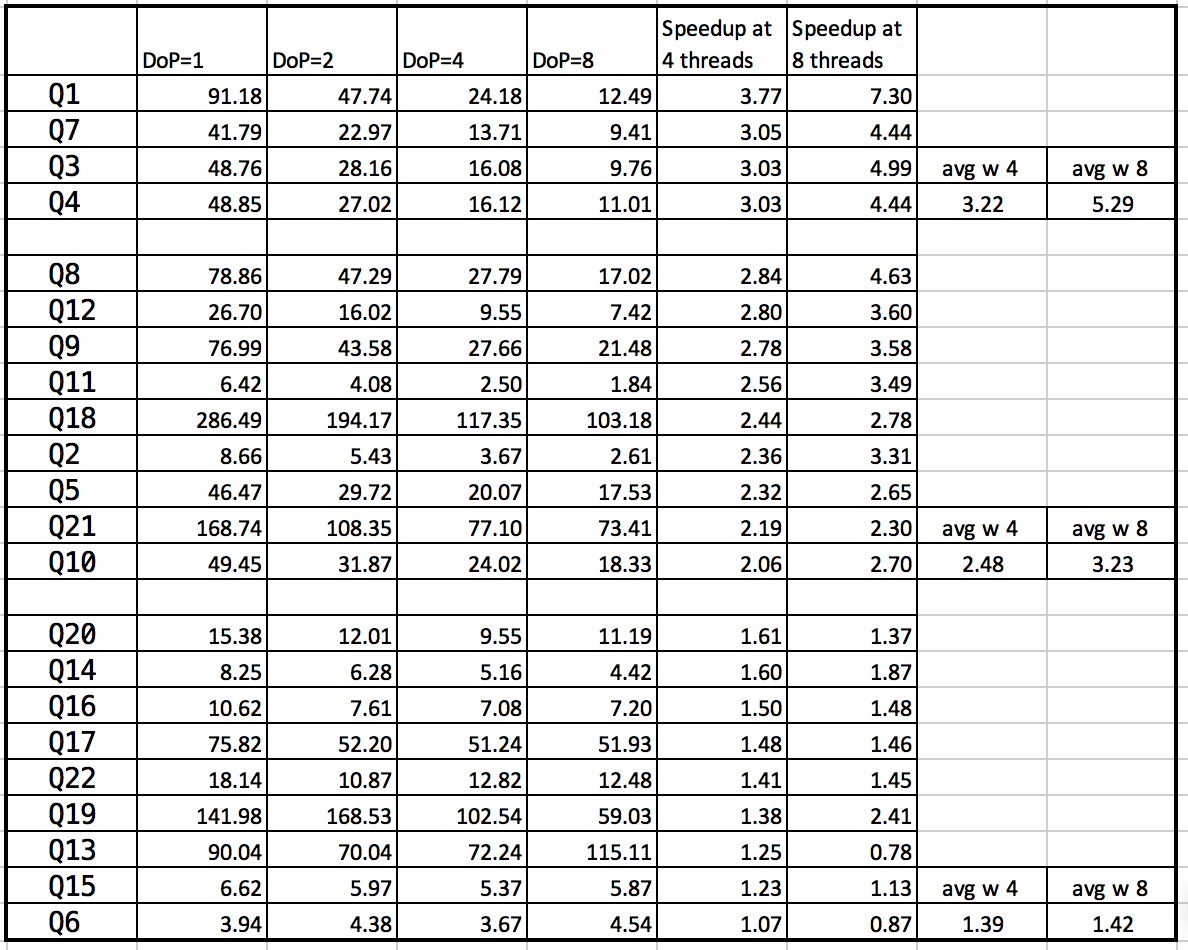 Speedup at Speedup at
DoP=1 DoP=2 DoP=4 DoP=8 4 threads 8 threads
Q1 91.18 47.74 24.18 12.49 3.77 7.30
Q7 41.79 22.97 13.71 9.41 3.05 4.44
Q3 48.76 28.16 16.08 9.76 3.03 4.99 avg w 4 avg w 8
Q4 48.85 27.02 16.12 11.01 3.03 4.44 3.22 5.29
Q8 78.86 47.29 27.79 17.02 2.84 4.63
Q12 26.70 16.02 9.55 7.42 2.80 3.60
Q9 76.99 43.58 27.66 21.48 2.78 3.58
Q11 6.42 4.08 2.50 1.84 2.56 3.49
Q18 286.49 194.17 117.35 103.18 2.44 2.78
Q2 8.66 5.43 3.67 2.61 2.36 3.31
Q5 46.47 29.72 20.07 17.53 2.32 2.65
Q21 168.74 108.35 77.10 73.41 2.19 2.30 avg w 4 avg w 8
Q10 49.45 31.87 24.02 18.33 2.06 2.70 2.48 3.23
Q20 15.38 12.01 9.55 11.19 1.61 1.37
Q14 8.25 6.28 5.16 4.42 1.60 1.87
Q16 10.62 7.61 7.08 7.20 1.50 1.48
Q17 75.82 52.20 51.24 51.93 1.48 1.46
Q22 18.14 10.87 12.82 12.48 1.41 1.45
Q19 141.98 168.53 102.54 59.03 1.38 2.41
Q13 90.04 70.04 72.24 115.11 1.25 0.78
Q15 6.62 5.97 5.37 5.87 1.23 1.13 avg w 4 avg w 8
Q6 3.94 4.38 3.67 4.54 1.07 0.87 1.39 1.42